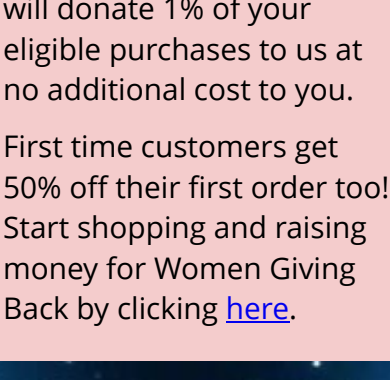 will donate 1% of your
eligible purchases to us at
no additional cost to you.
First time customers get
50% off their first order too!
Start shopping and raising
money for Women Giving
Back by clicking here.